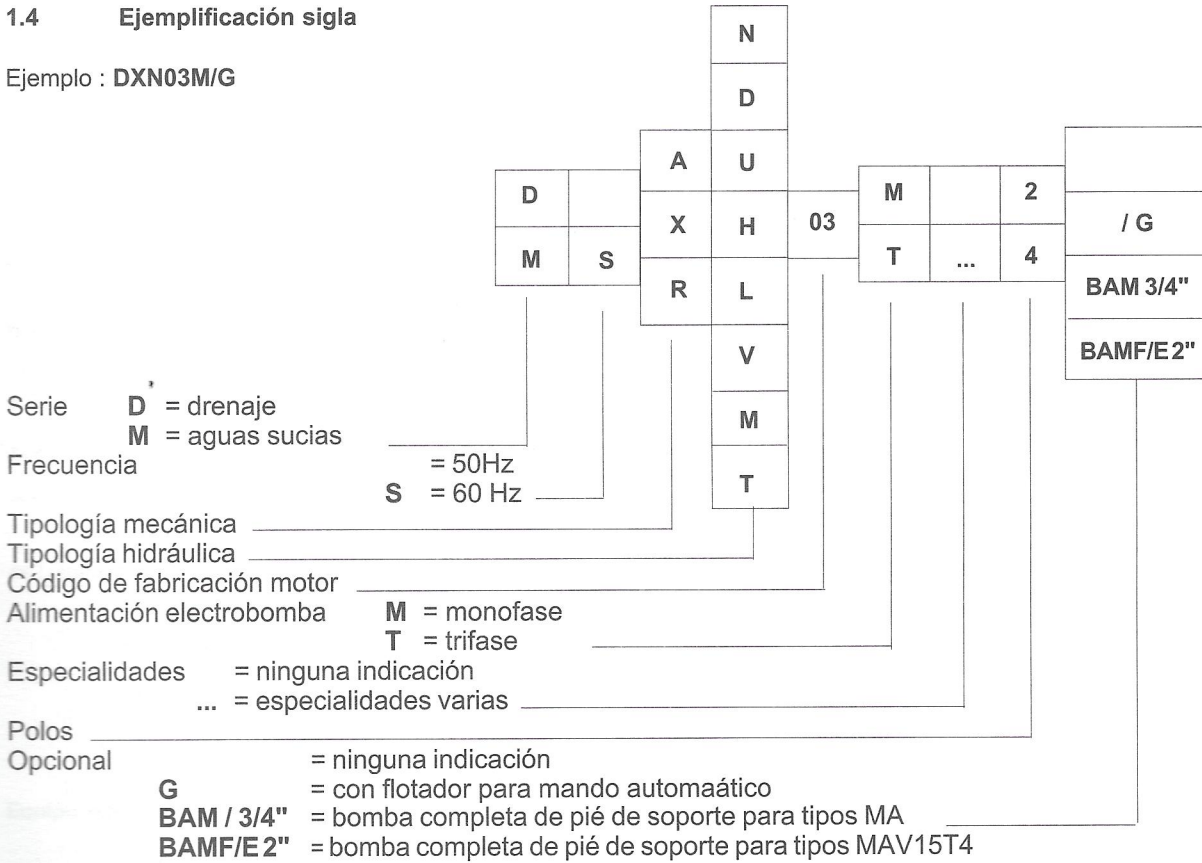 1.4 Ejemplificación sigla
Ejemplo : DXN03M/G
N
D
A U
D M 2
X H 03 / G
M S T ... 4
R L BAM 3/4"
V BAMF/E2"
M
T
Serie D = drenaje
M = aguas sucias
Frecuencia = 50Hz
S = 60 Hz
Tipología mecánica
Tipología hidráulica
Código de fabricación motor
Alimentación electrobomba M = monofase
T = trifase
Especialidades = ninguna indicación
... = especialidades varias
Polos
Opcional = ninguna indicación
G = con flotador para mando automaático
BAM / 3/4" = bomba completa de pié de soporte para tipos MA
BAMF/E2" = bomba completa de pié de soporte para tipos MAV15T4